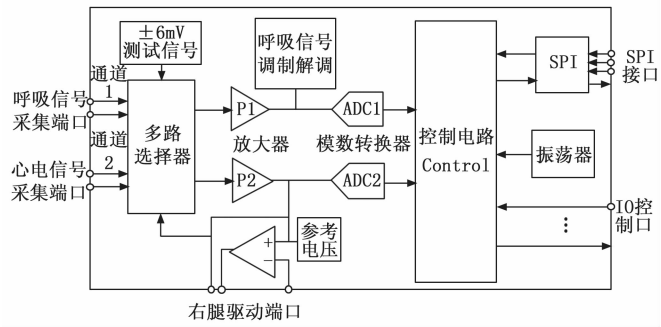 ±6mV
测试信号
呼吸信号
调制解调
SPI
SPI
接口
通道
1
呼吸信号
采集端口
多路
选择器
P1
ADC1
放大器
模数转换器
控制电路
Control
振荡器
通道
2
心电信号
采集端口
P2
ADC2
IO控
制口
⋮
+
−
参考
电压
右腿驱动端口